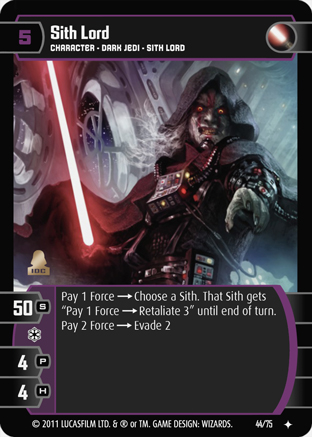 5
Sith Lord
CHARACTER • DARK JEDI • SITH LORD
IDC
50 S
Pay 1 Force → Choose a Sith. That Sith gets
"Pay 1 Force → Retaliate 3" until end of turn.
Pay 2 Force → Evade 2
4 P
4 H
© 2011 LUCASFILM LTD. & ® OR TM. GAME DESIGN: WIZARDS.
44/75